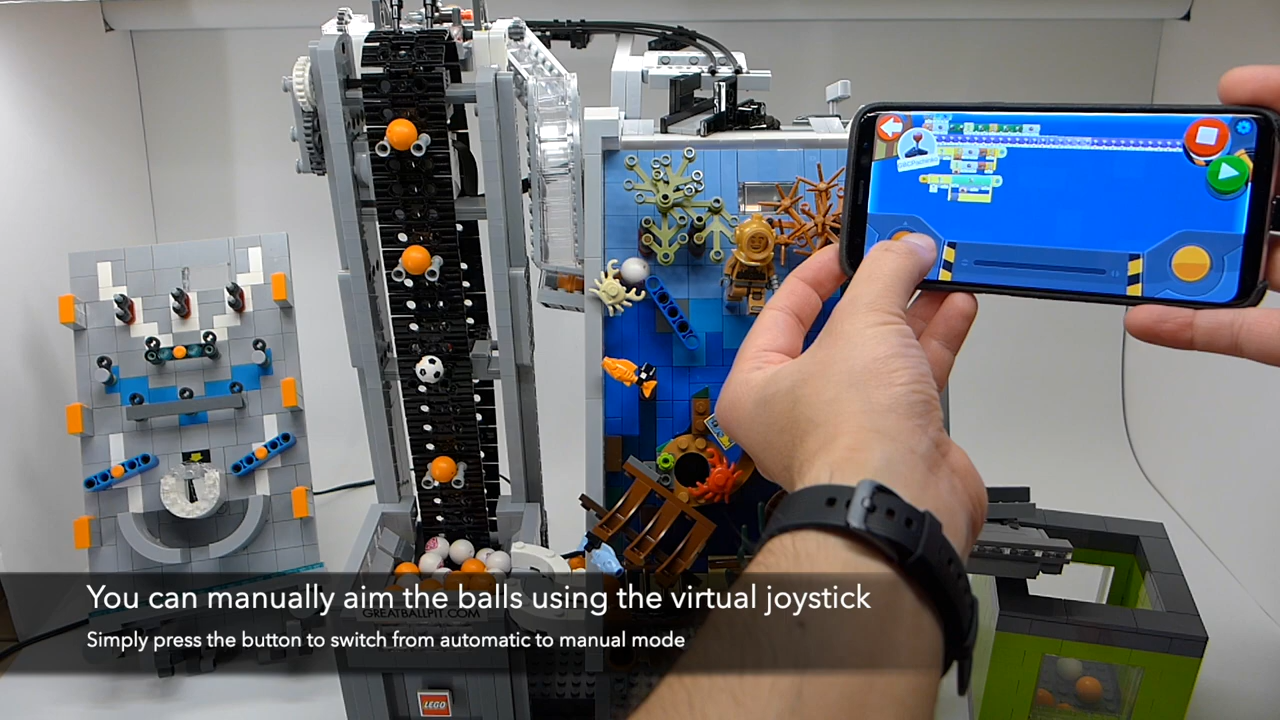 GBCPachinko
You can manually aim the balls using the virtual joystick
GREATBALLPIT.COM
Simply press the button to switch from automatic to manual mode
LEGO